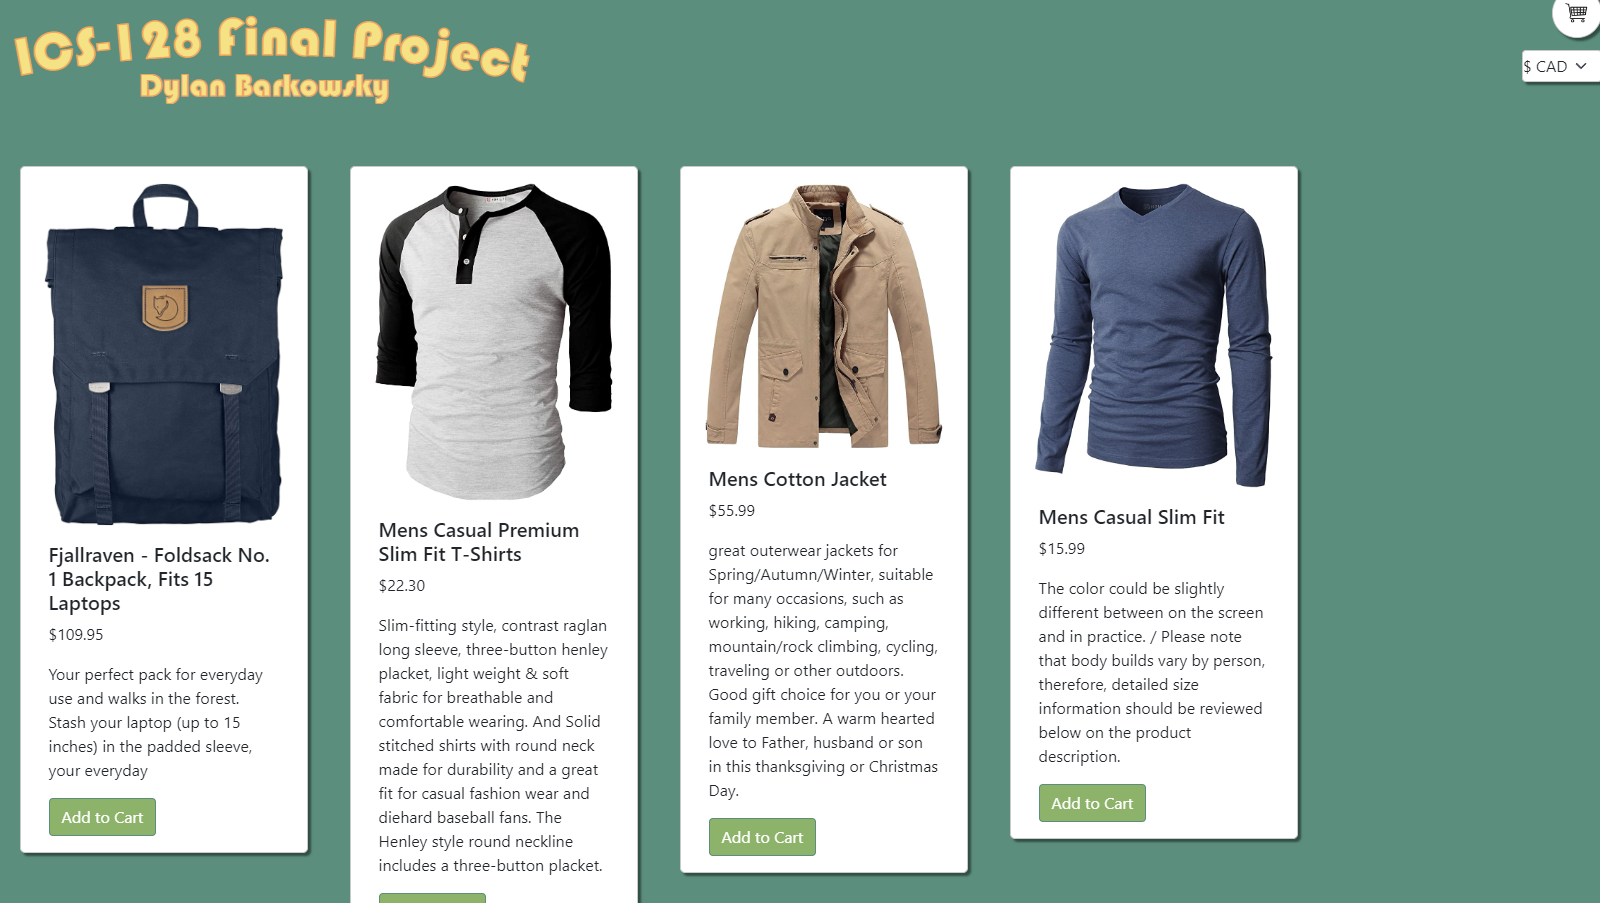 ICS-128 Final Project
Dylan Barkowsky
$ CAD
Fjallraven - Foldsack No.
1 Backpack, Fits 15
Laptops
$109.95
Your perfect pack for everyday
use and walks in the forest.
Stash your laptop (up to 15
inches) in the padded sleeve,
your everyday
Add to Cart
Mens Casual Premium
Slim Fit T-Shirts
$22.30
Slim-fitting style, contrast raglan
long sleeve, three-button henley
placket, light weight & soft
fabric for breathable and
comfortable wearing. And Solid
stitched shirts with round neck
made for durability and a great
fit for casual fashion wear and
diehard baseball fans. The
Henley style round neckline
includes a three-button placket.
Mens Cotton Jacket
$55.99
great outerwear jackets for
Spring/Autumn/Winter, suitable
for many occasions, such as
working, hiking, camping,
mountain/rock climbing, cycling,
traveling or other outdoors.
Good gift choice for you or your
family member. A warm hearted
love to Father, husband or son
in this thanksgiving or Christmas
Day.
Add to Cart
Mens Casual Slim Fit
$15.99
The color could be slightly
different between on the screen
and in practice. / Please note
that body builds vary by person,
therefore, detailed size
information should be reviewed
below on the product
description.
Add to Cart